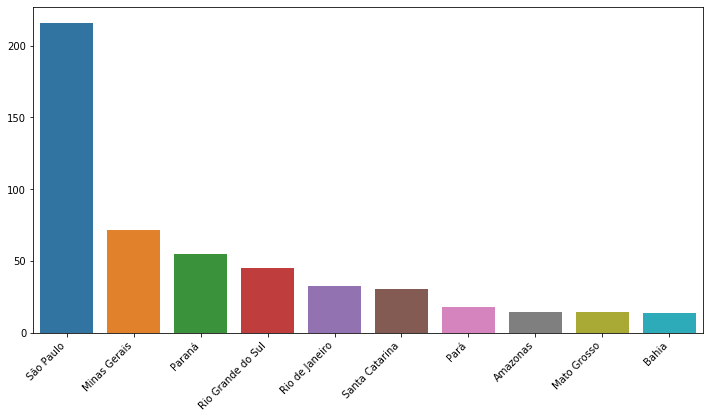 200
150
100
50
0
São Paulo
Minas Gerais
Paraná
Rio Grande do Sul
Rio de Janeiro
Santa Catarina
Pará
Amazonas
Mato Grosso
Bahia